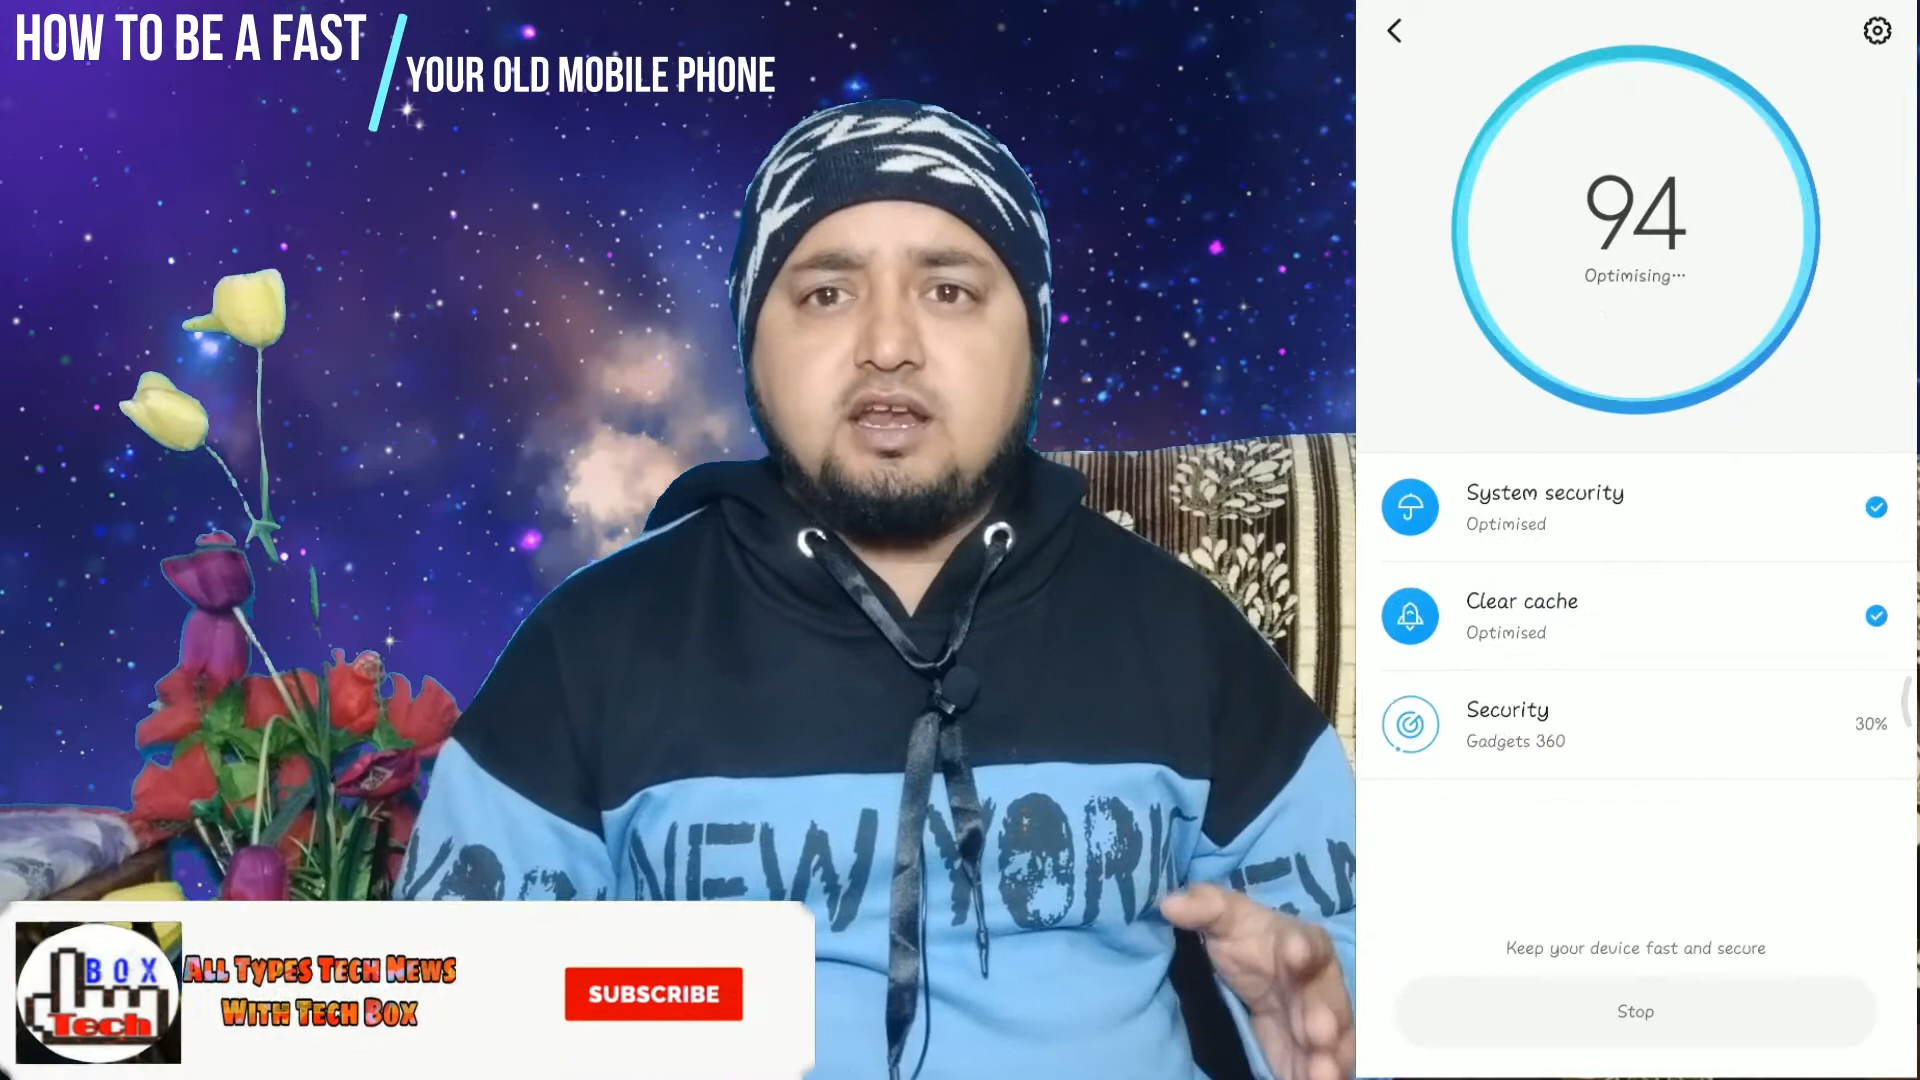 HOW TO BE A FAST
YOUR OLD MOBILE PHONE
94
Optimising...
System security
Optimised
Clear cache
Optimised
Security
Gadgets 360
30%
Keep your device fast and secure
Stop
NEW YORK
BOX
Tech
ALL TYPES TECH NEWS
WITH TECH BOX
SUBSCRIBE